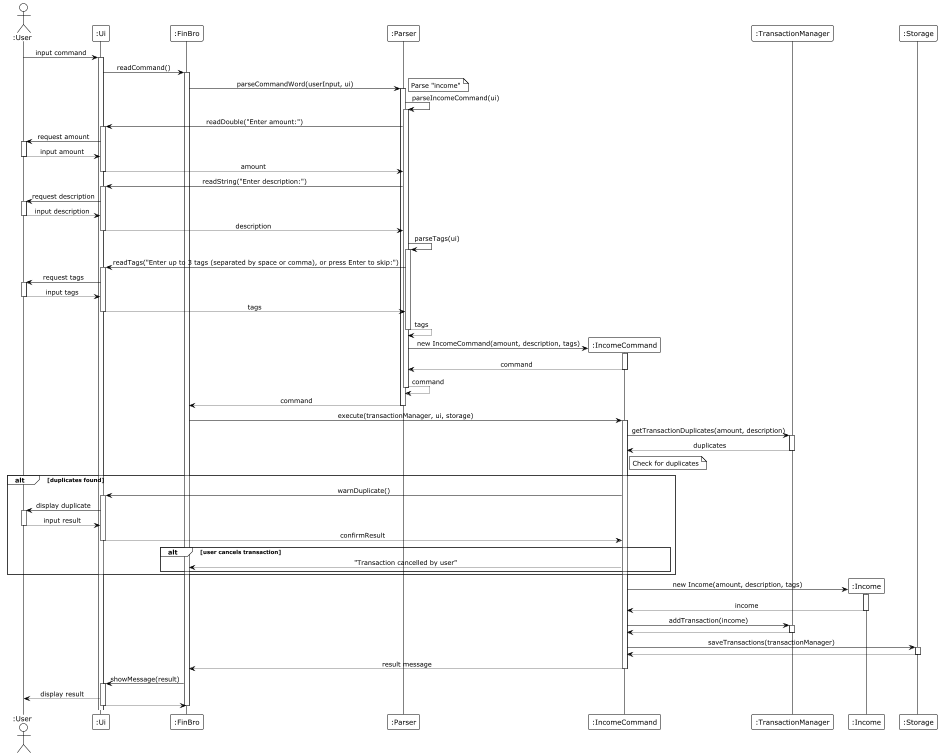 :User
:Ui
:FinBro
:Parser
:TransactionManager
:Storage
input command
readCommand()
parseCommandWord(userInput, ui)
Parse "income"
parseIncomeCommand(ui)
readDouble("Enter amount:")
request amount
input amount
amount
readString("Enter description:")
request description
input description
description
parseTags(ui)
readTags("Enter up to 3 tags (separated by space or comma), or press Enter to skip:")
request tags
input tags
tags
tags
new IncomeCommand(amount, description, tags)
:IncomeCommand
command
command
command
execute(transactionManager, ui, storage)
getTransactionDuplicates(amount, description)
duplicates
Check for duplicates
alt
[duplicates found]
warnDuplicate()
display duplicate
input result
confirmResult
alt
[user cancels transaction]
"Transaction cancelled by user"
new Income(amount, description, tags)
:Income
income
addTransaction(income)
saveTransactions(transactionManager)
result message
showMessage(result)
display result
:User
:Ui
:FinBro
:Parser
:IncomeCommand
:TransactionManager
:Income
:Storage